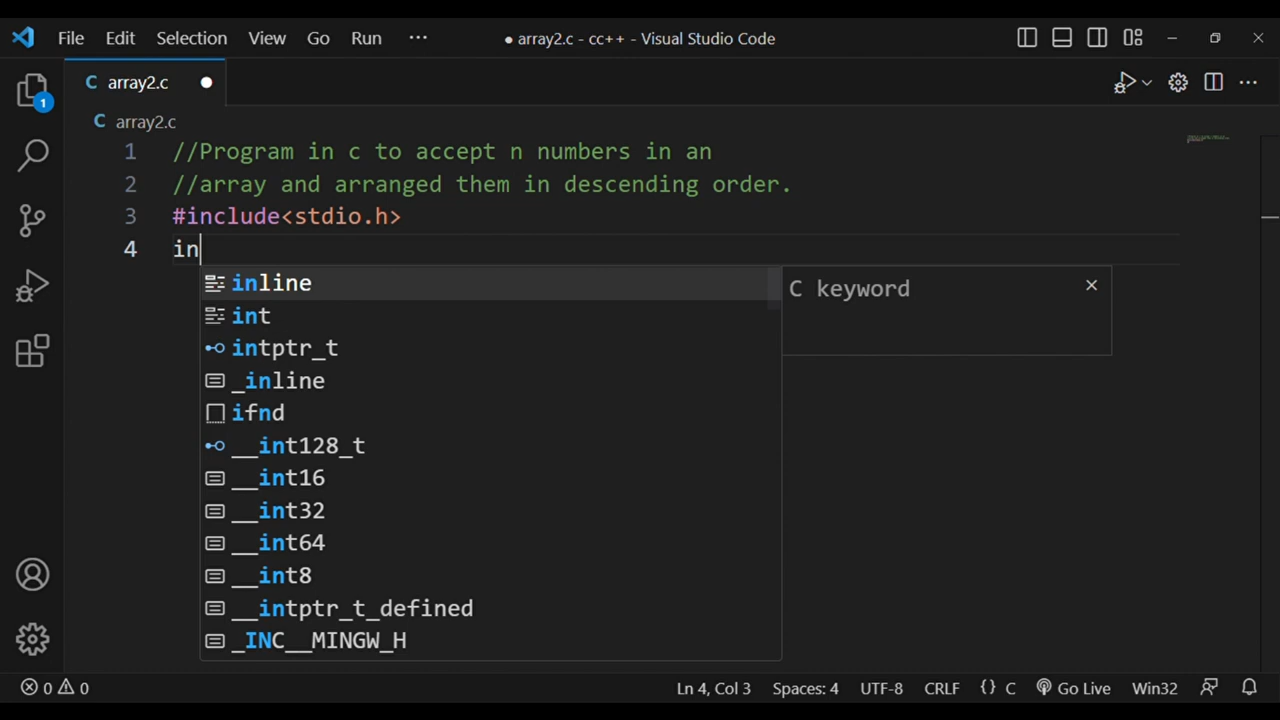 File Edit Selection View Go Run ··· ● array2.c - cc++ - Visual Studio Code
C array2.c ●
1
C array2.c
1 //Program in c to accept n numbers in an
2 //array and arranged them in descending order.
3 #include<stdio.h>
4 in
inline
C keyword
int
intptr_t
_inline
ifnd
__int128_t
__int16
__int32
__int64
__int8
__intptr_t_defined
_INC__MINGW_H
0 0 Ln 4, Col 3 Spaces: 4 UTF-8 CRLF {} C Go Live Win32